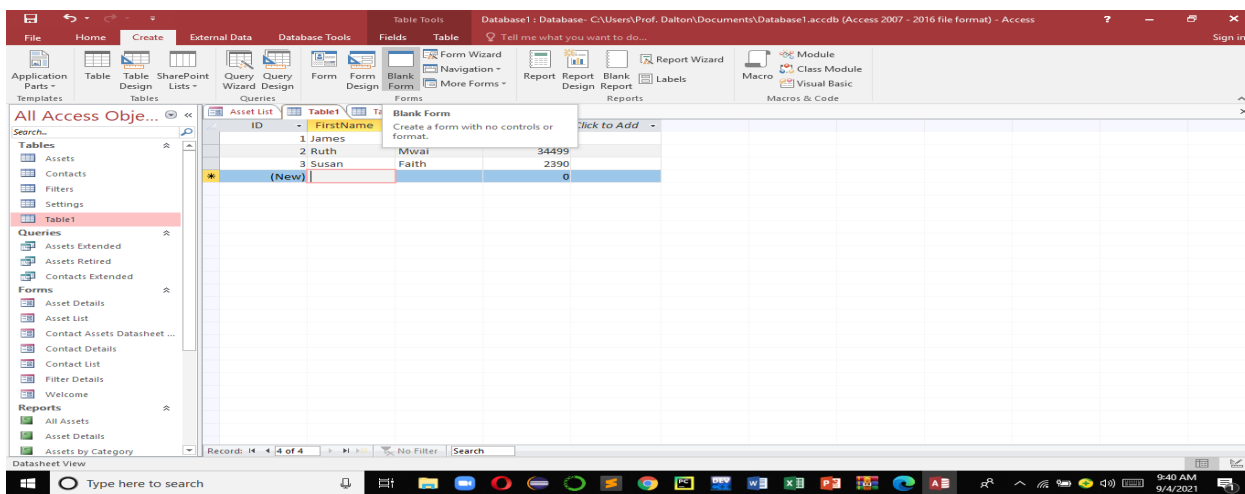 Table Tools Database1 : Database- C:\Users\Prof. Dalton\Documents\Database1.accdb (Access 2007 - 2016 file format) - Access ?
File Home Create External Data Database Tools Fields Table Tell me what you want to do... Sign in
Application Parts Table Table Design SharePoint Lists Query Wizard Query Design Form Form Design Blank Form Form Wizard Navigation More Forms Report Report Design Blank Report Report Wizard Labels Macro Module Class Module Visual Basic
Templates Tables Queries Forms Reports Macros & Code
All Access Obje... «
Search...
Tables
Assets
Contacts
Filters
Settings
Table1
Queries
Assets Extended
Assets Retired
Contacts Extended
Forms
Asset Details
Asset List
Contact Assets Datasheet ...
Contact Details
Contact List
Filter Details
Welcome
Reports
All Assets
Asset Details
Assets by Category
Asset List Table1 Ta
Blank Form
Create a form with no controls or
format.
ID FirstName Click to Add
1 James
2 Ruth Mwai 34499
3 Susan Faith 2390
* (New) 0
Record: 4 of 4 No Filter Search
Datasheet View
Type here to search
9:40 AM
9/4/2021